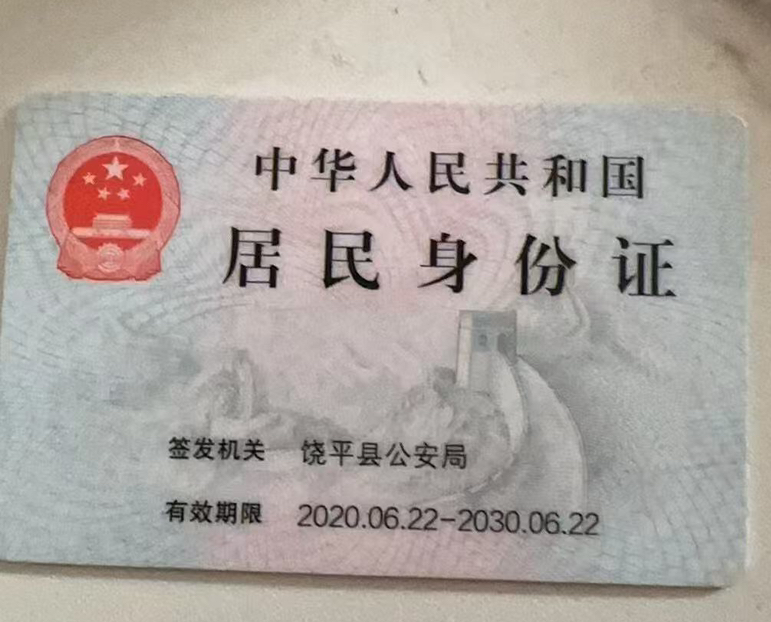 中华人民共和国
居民身份证
签发机关 饶平县公安局
有效期限 2020.06.22-2030.06.22